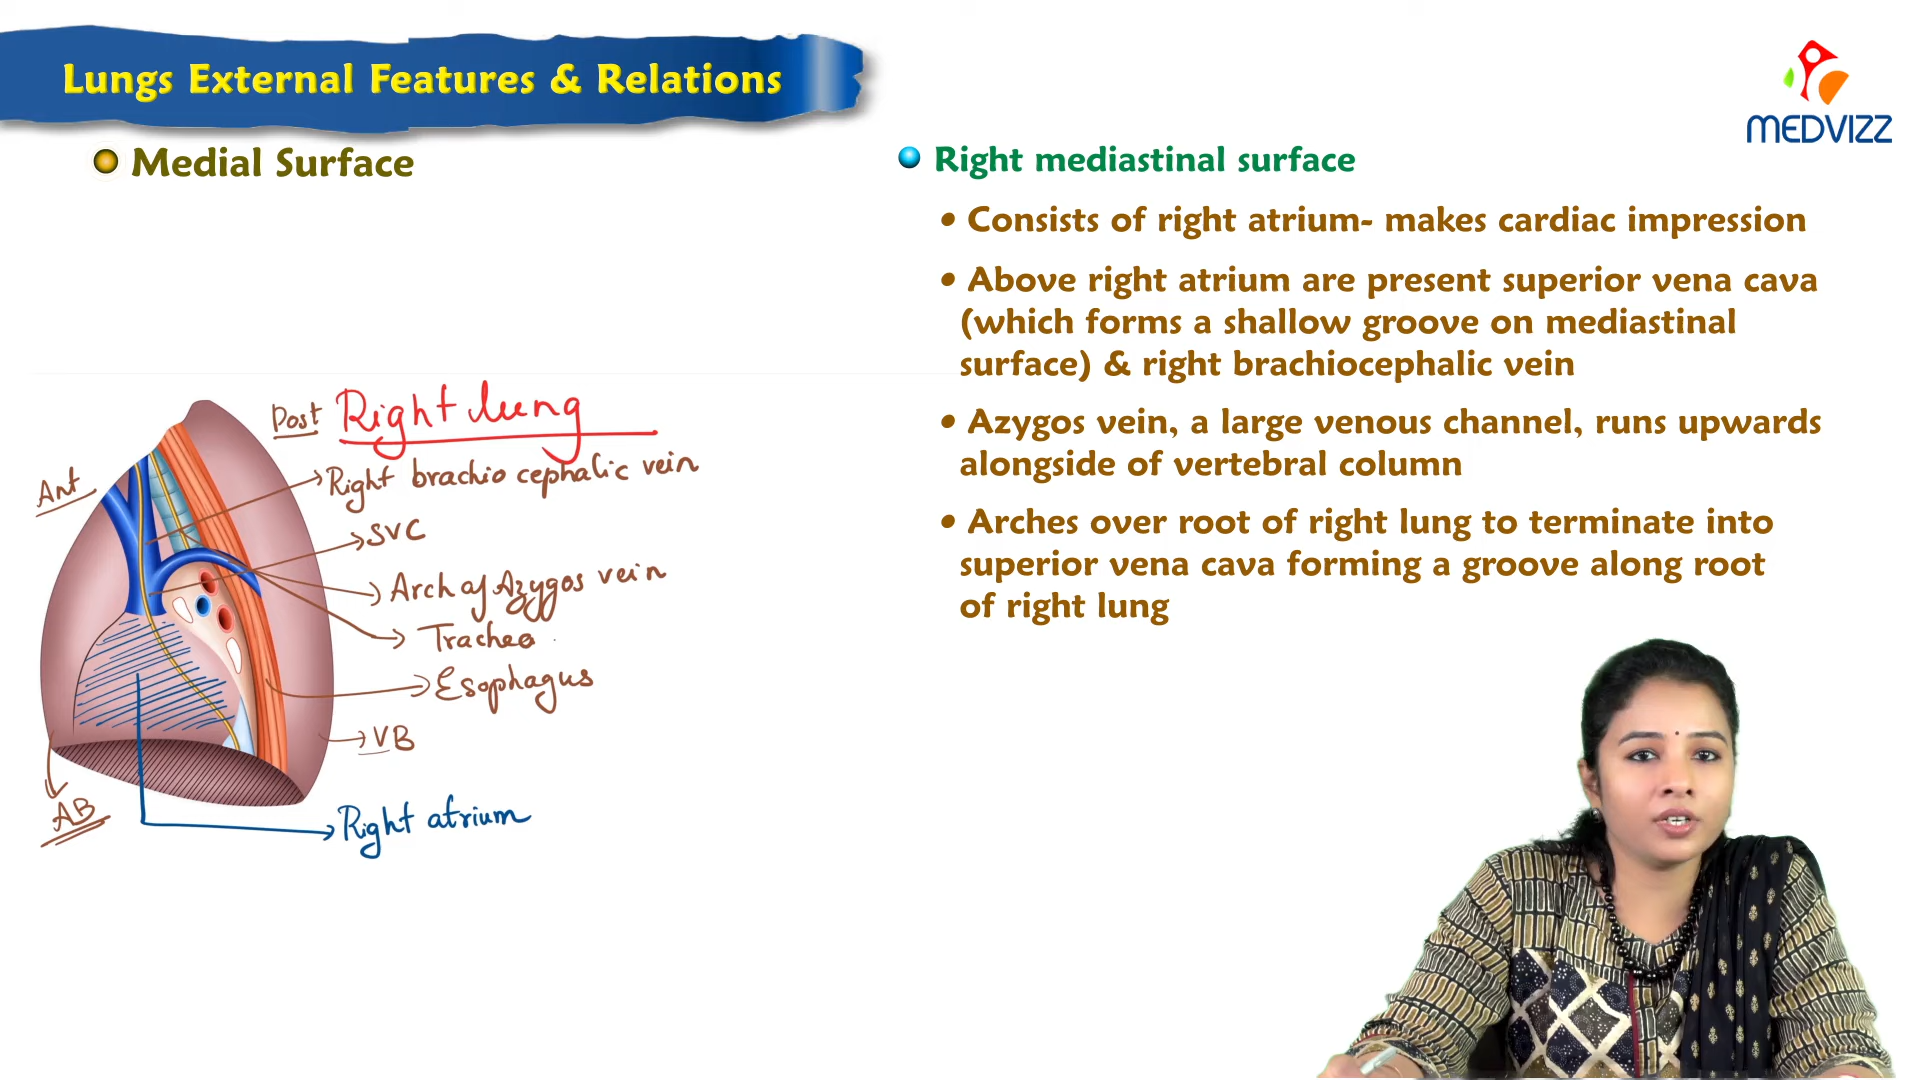 Lungs External Features & Relations
MEDVIZZ
Medial Surface
Right mediastinal surface
• Consists of right atrium- makes cardiac impression
• Above right atrium are present superior vena cava
(which forms a shallow groove on mediastinal
surface) & right brachiocephalic vein
• Azygos vein, a large venous channel, runs upwards
alongside of vertebral column
• Arches over root of right lung to terminate into
superior vena cava forming a groove along root
of right lung
Post Right lung
Ant
Right brachio cephalic vein
SVC
Arch of Azygos vein
Trachea
Esophagus
VB
AB
Right atrium